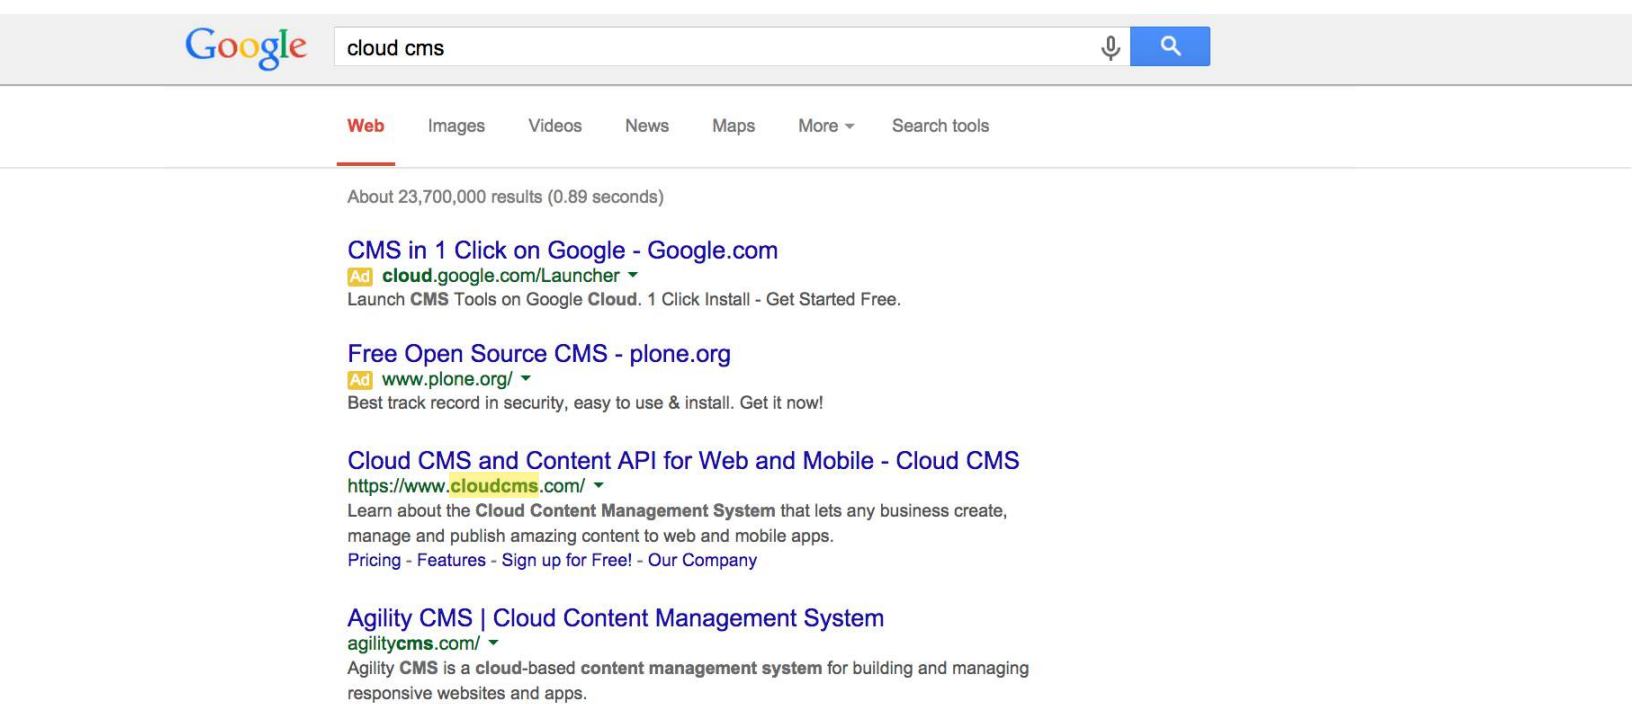 Google cloud cms
Web Images Videos News Maps More Search tools
About 23,700,000 results (0.89 seconds)
CMS in 1 Click on Google - Google.com
Ad cloud.google.com/Launcher
Launch CMS Tools on Google Cloud. 1 Click Install - Get Started Free.
Free Open Source CMS - plone.org
Ad www.plone.org/
Best track record in security, easy to use & install. Get it now!
Cloud CMS and Content API for Web and Mobile - Cloud CMS
https://www.cloudcms.com/
Learn about the Cloud Content Management System that lets any business create,
manage and publish amazing content to web and mobile apps.
Pricing - Features - Sign up for Free! - Our Company
Agility CMS | Cloud Content Management System
agilitycms.com/
Agility CMS is a cloud-based content management system for building and managing
responsive websites and apps.